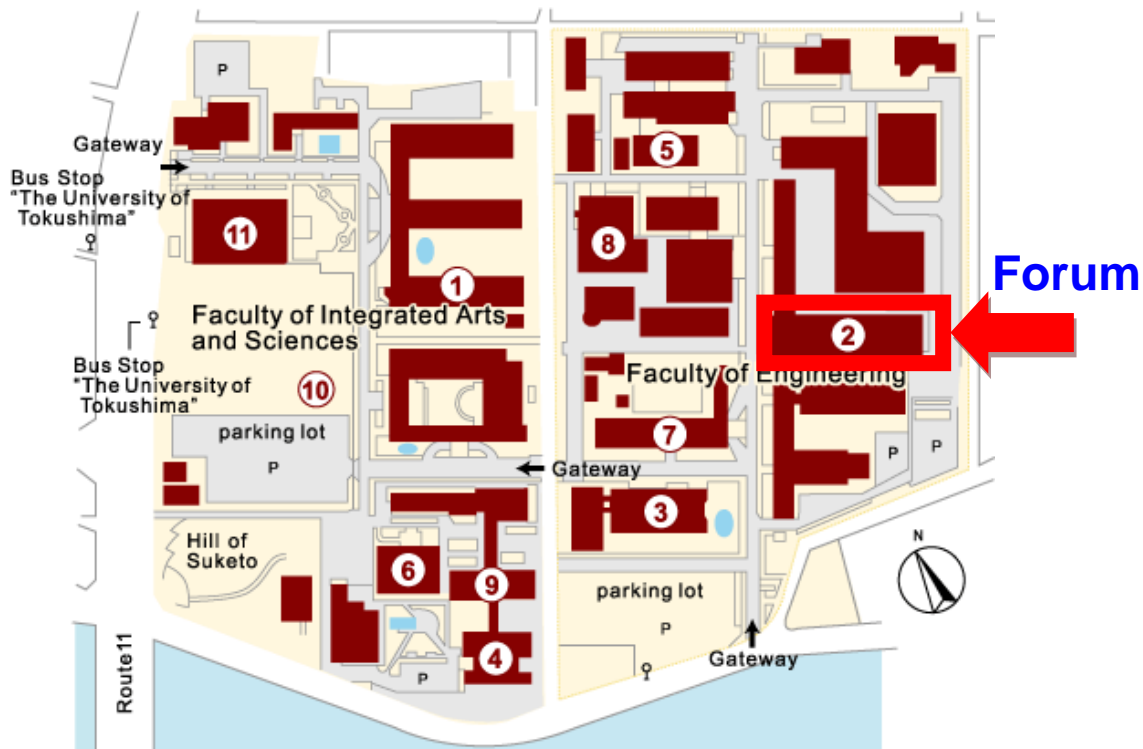 P
Gateway
Bus Stop
"The University of
Tokushima"
5
11
8
1
Forum
Faculty of Integrated Arts
and Sciences
2
Bus Stop
"The University of
Tokushima"
10
Faculty of Engineering
parking lot
P
7
P
P
Gateway
3
Hill of
Suketo
6
9
N
parking lot
P
4
P
Gateway
Route11